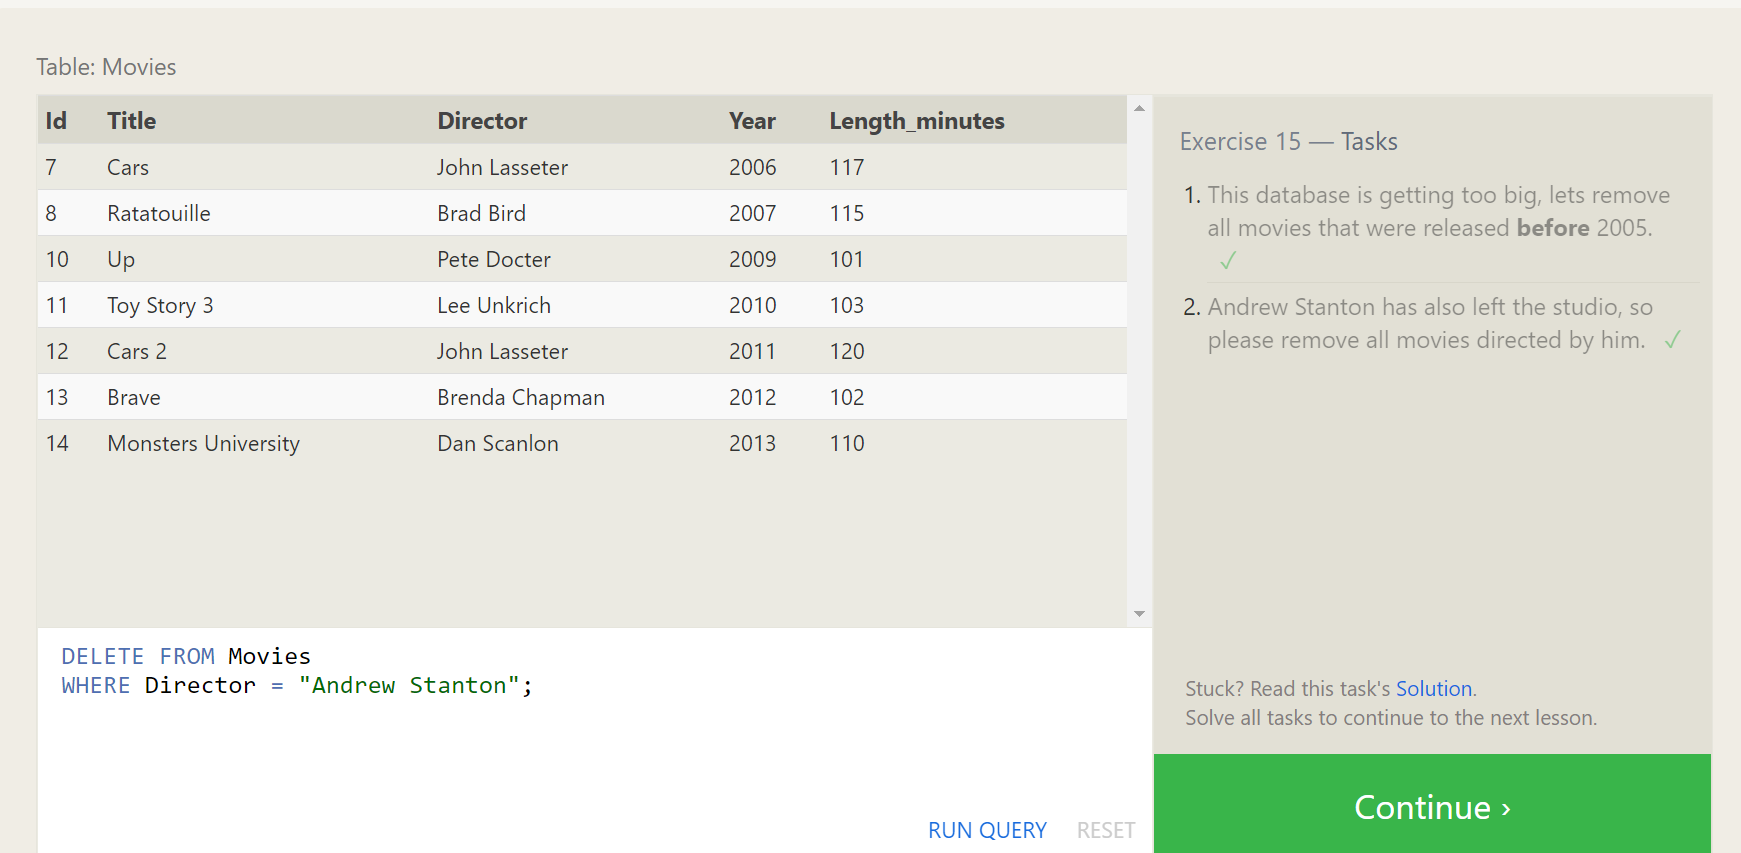 Table: Movies
Id Title Director Year Length_minutes
7 Cars John Lasseter 2006 117
8 Ratatouille Brad Bird 2007 115
10 Up Pete Docter 2009 101
11 Toy Story 3 Lee Unkrich 2010 103
12 Cars 2 John Lasseter 2011 120
13 Brave Brenda Chapman 2012 102
14 Monsters University Dan Scanlon 2013 110
DELETE FROM Movies
WHERE Director = "Andrew Stanton";
RUN QUERY RESET
Exercise 15 — Tasks
1. This database is getting too big, lets remove
all movies that were released before 2005.
✓
2. Andrew Stanton has also left the studio, so
please remove all movies directed by him. ✓
Stuck? Read this task's Solution.
Solve all tasks to continue to the next lesson.
Continue ›